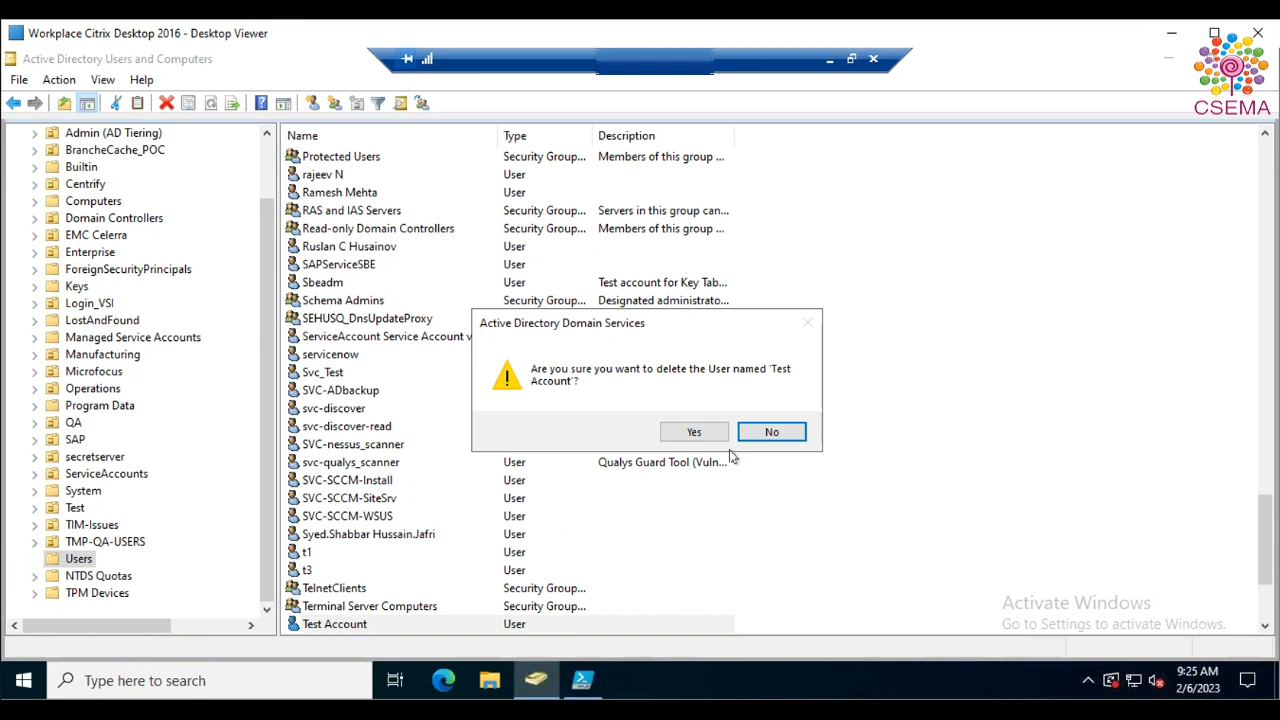 Workplace Citrix Desktop 2016 - Desktop Viewer
Active Directory Users and Computers
File Action View Help
CSEMA
Admin (AD Tiering)
BrancheCache_POC
Builtin
Centrify
Computers
Domain Controllers
EMC Celerra
Enterprise
ForeignSecurityPrincipals
Keys
Login_VSI
LostAndFound
Managed Service Accounts
Manufacturing
Microfocus
Operations
Program Data
QA
SAP
secretserver
ServiceAccounts
System
Test
TIM-Issues
TMP-QA-USERS
Users
NTDS Quotas
TPM Devices
Name Type Description
Protected Users Security Group... Members of this group ...
rajeev N User
Ramesh Mehta User
RAS and IAS Servers Security Group... Servers in this group can...
Read-only Domain Controllers Security Group... Members of this group ...
Ruslan C Husainov User
SAPServiceSBE User
Sbeadm User Test account for Key Tab...
Schema Admins Security Group... Designated administrato...
SEHUSQ_DnsUpdateProxy
ServiceAccount Service Account v
servicenow
Svc_Test
SVC-ADbackup
svc-discover
svc-discover-read
SVC-nessus_scanner
svc-qualys_scanner User Qualys Guard Tool (Vuln...
SVC-SCCM-Install User
SVC-SCCM-SiteSrv User
SVC-SCCM-WSUS User
Syed.Shabbar Hussain.Jafri User
t1 User
t3 User
TelnetClients Security Group...
Terminal Server Computers Security Group...
Test Account User
Active Directory Domain Services
Are you sure you want to delete the User named 'Test
Account'?
Yes No
Activate Windows
Go to Settings to activate Windows.
Type here to search
9:25 AM
2/6/2023